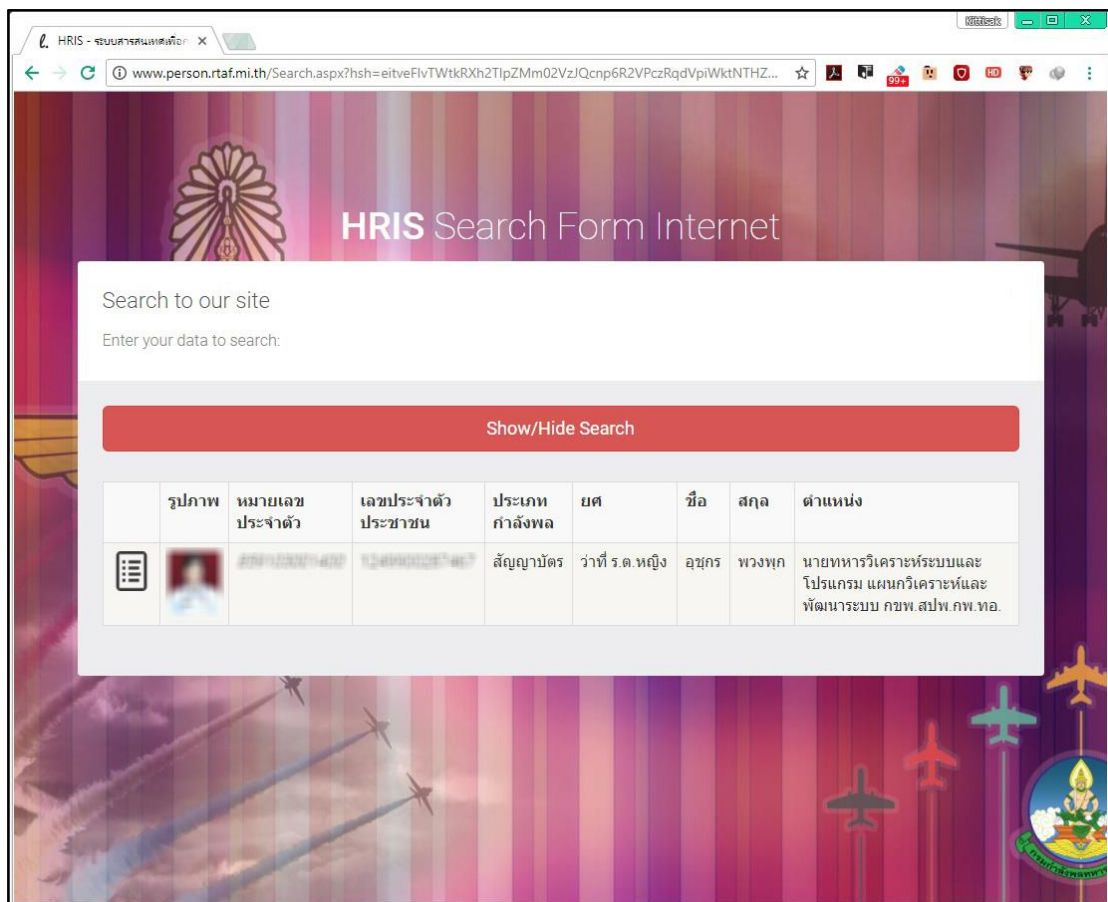 Kittisak
HRIS - ระบบสารสนเทศเพื่อ
www.person.rtaf.mi.th/Search.aspx?hsh=eitveFlvTWtkRXh2TlpZMm02VzJQcnp6R2VPczRqdVpiWktNTHZ...
99+
HD
HRIS Search Form Internet
Search to our site
Enter your data to search:
Show/Hide Search
รูปภาพ
หมายเลข
ประจำตัว
เลขประจำตัว
ประชาชน
ประเภท
กำลังพล
ยศ
ชื่อ
สกุล
ตำแหน่ง
สัญญาบัตร
ว่าที่ ร.ต.หญิง
อุชุกร
พวงพุก
นายทหารวิเคราะห์ระบบและ
โปรแกรม แผนกวิเคราะห์และ
พัฒนาระบบ กขพ.สปพ.กพ.ทอ.